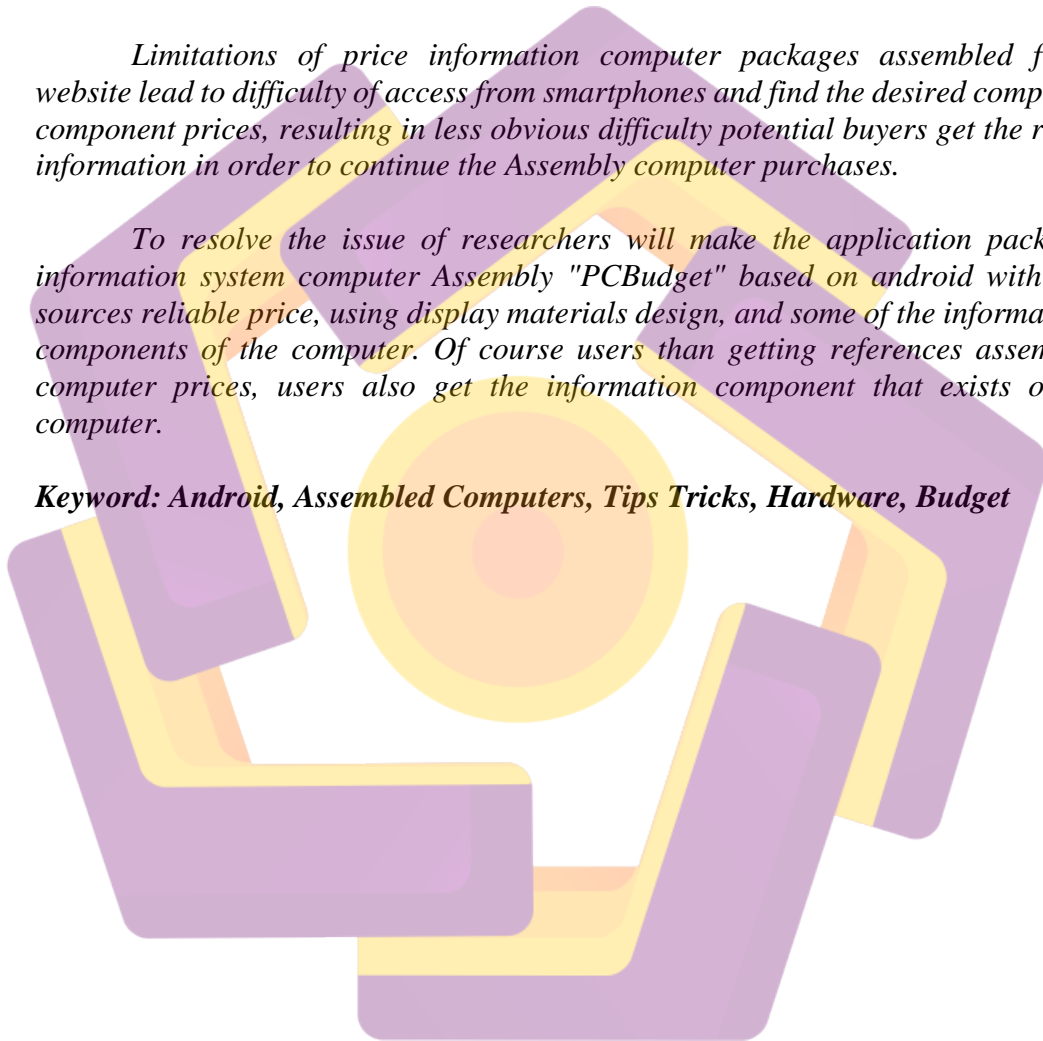 Limitations of price information computer packages assembled f
website lead to difficulty of access from smartphones and find the desired comp
component prices, resulting in less obvious difficulty potential buyers get the r
information in order to continue the Assembly computer purchases.
To resolve the issue of researchers will make the application pack
information system computer Assembly "PCBudget" based on android with
sources reliable price, using display materials design, and some of the informa
components of the computer. Of course users than getting references assem
computer prices, users also get the information component that exists o
computer.
Keyword: Android, Assembled Computers, Tips Tricks, Hardware, Budget